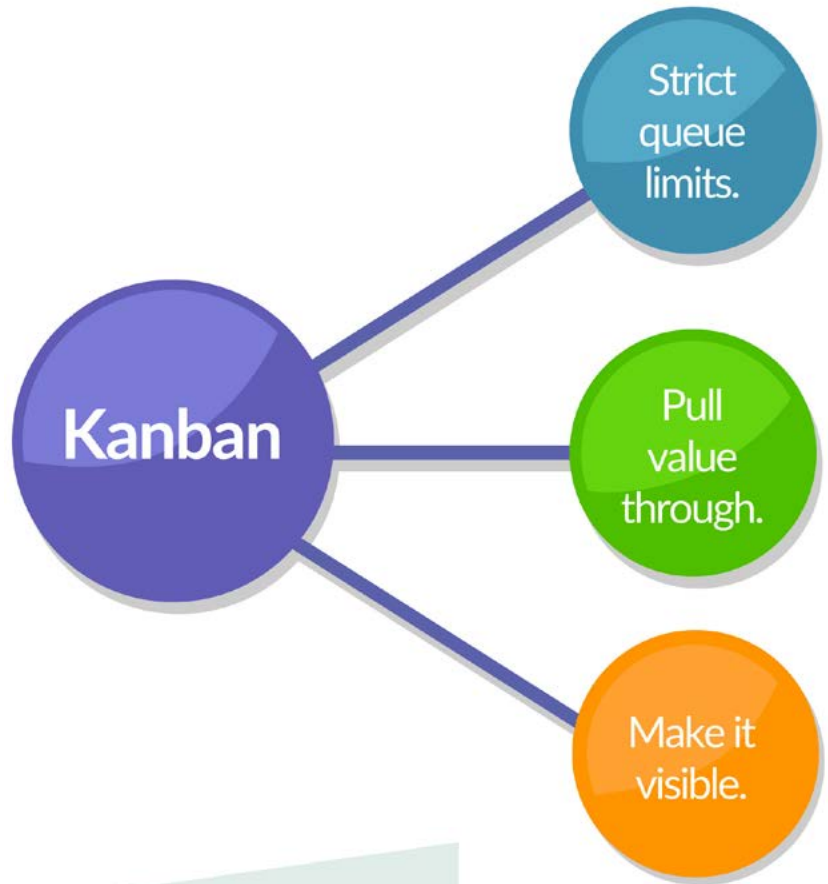 Kanban
Strict
queue
limits.
Pull
value
through.
Make it
visible.